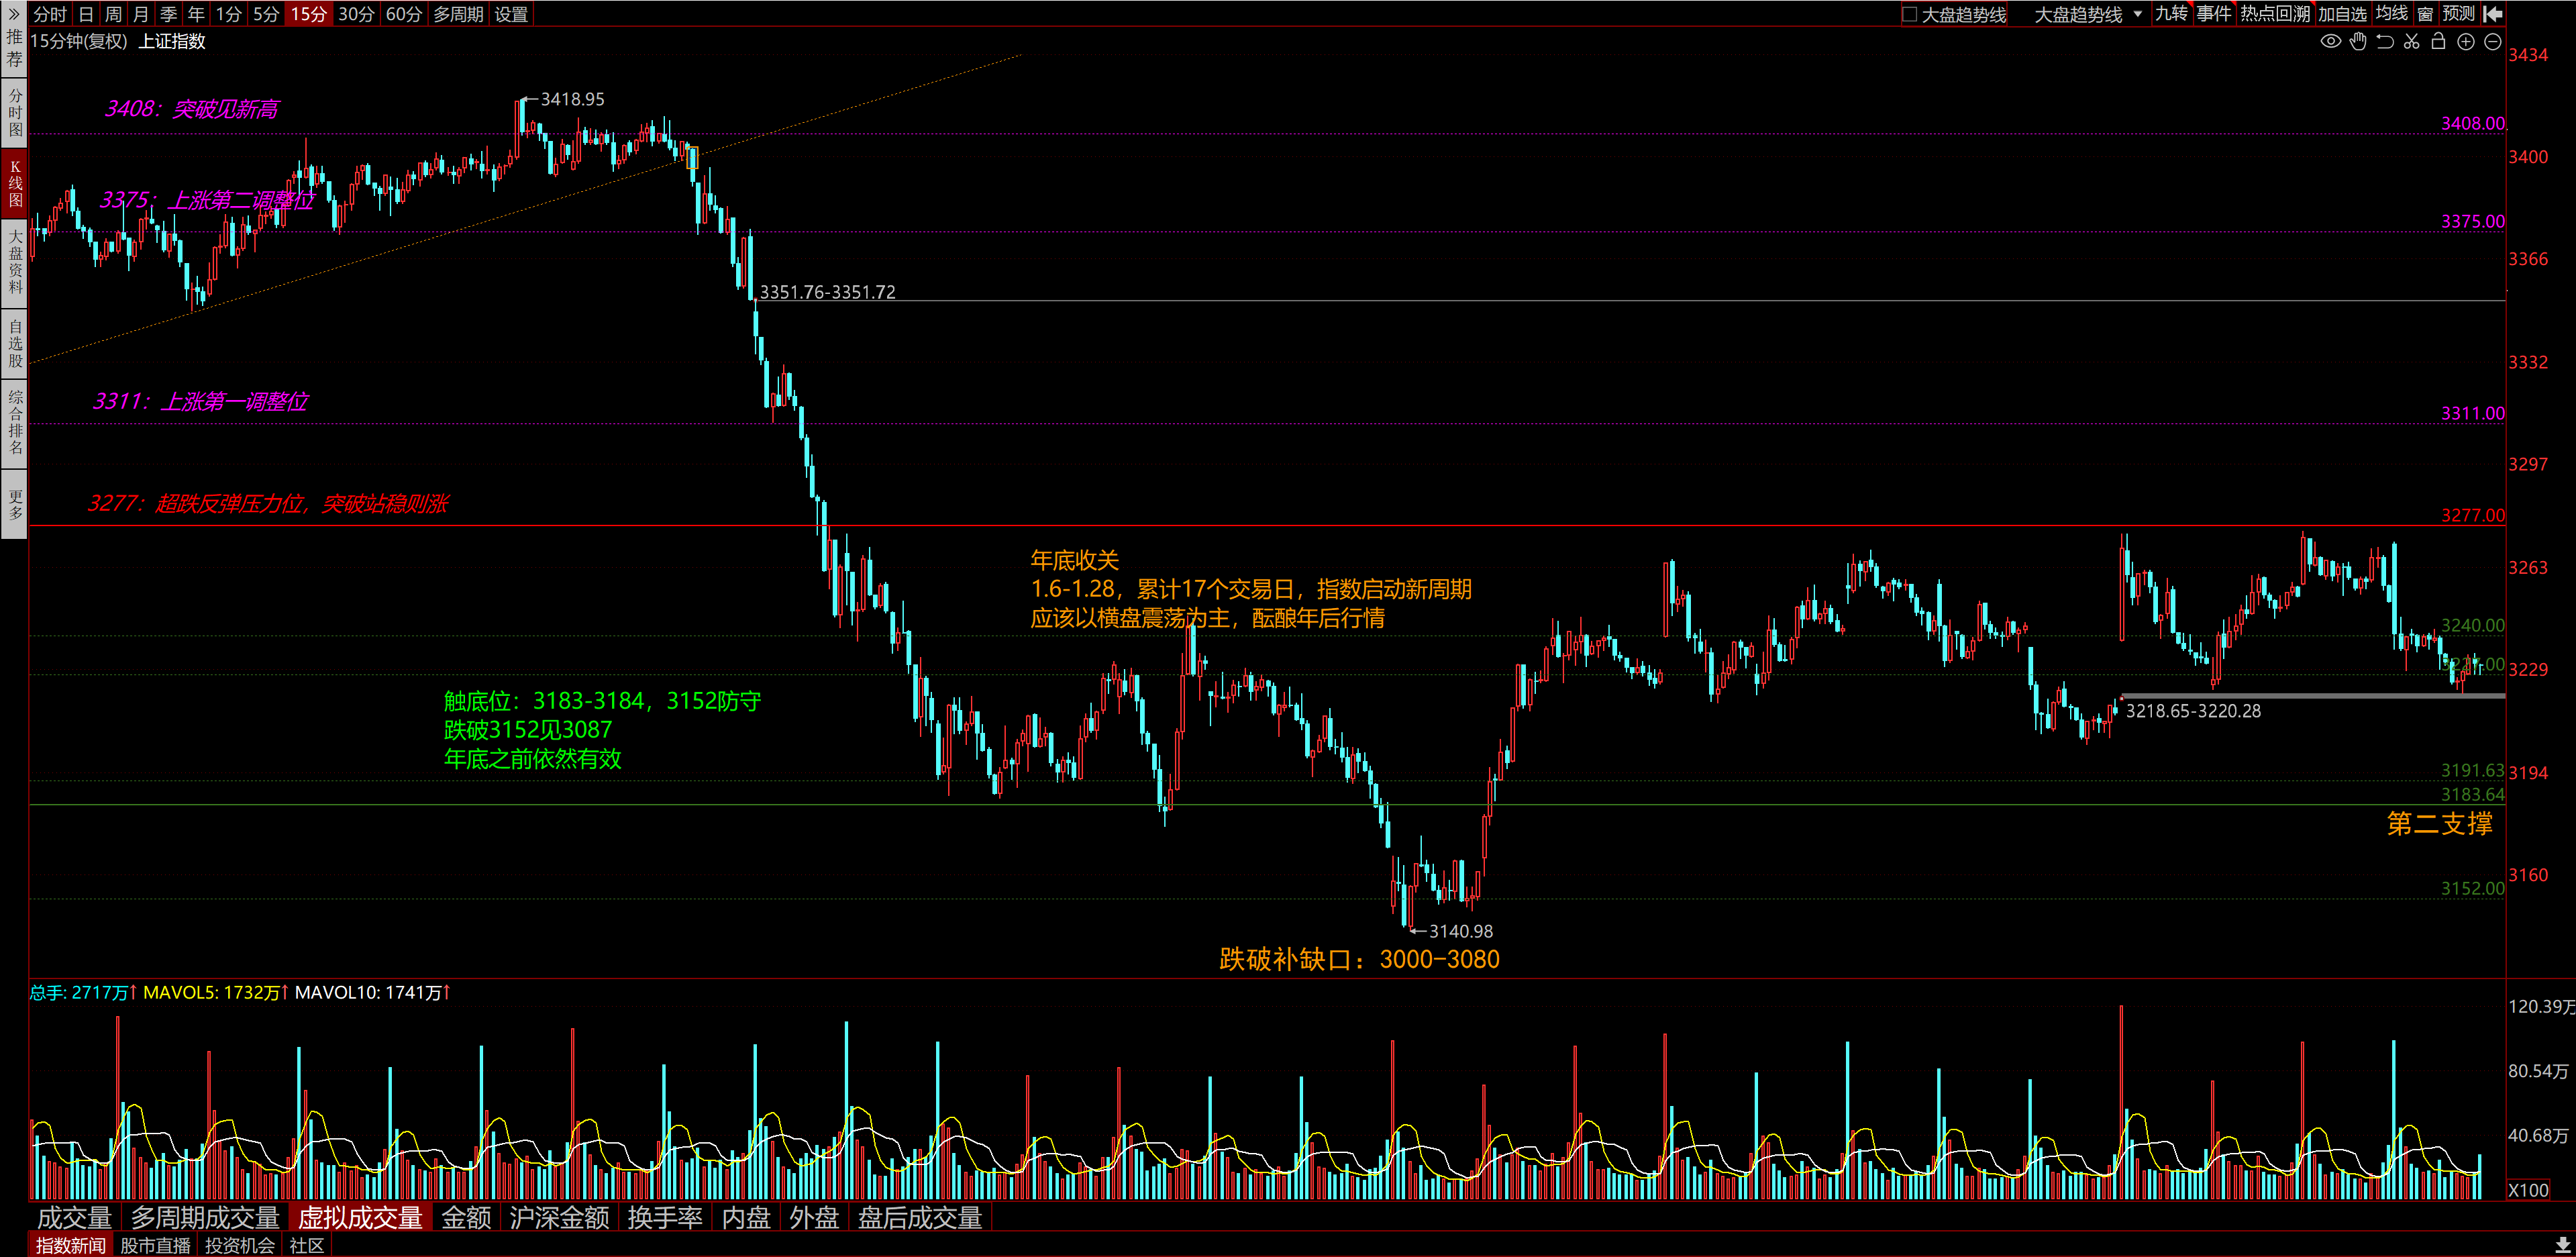 » 分时 日 周 月 季 年 1分 5分 15分 30分 60分 多周期 设置 大盘趋势线 大盘趋势线 九转 事件 热点回溯 加自选 均线 窗 预测
推荐
分时图
K线图
大盘资料
自选股
综合排名
更多
15分钟(复权) 上证指数
3434
3408：突破见新高
3418.95
3408.00
3400
3375：上涨第二调整位
3375.00
3366
3351.76-3351.72
3332
3311：上涨第一调整位
3311.00
3297
3277：超跌反弹压力位，突破站稳则涨
3277.00
年底收关
1.6-1.28，累计17个交易日，指数启动新周期
应该以横盘震荡为主，酝酿年后行情
3263
3240.00
3227.00
3229
触底位：3183-3184，3152防守
跌破3152见3087
年底之前依然有效
3218.65-3220.28
3191.63
3194
3183.64
第二支撑
3160
3152.00
3140.98
跌破补缺口：3000-3080
总手: 2717万↑ MAVOL5: 1732万↑ MAVOL10: 1741万↑
120.39万
80.54万
40.68万
X100
成交量 多周期成交量 虚拟成交量 金额 沪深金额 换手率 内盘 外盘 盘后成交量
指数新闻 股市直播 投资机会 社区